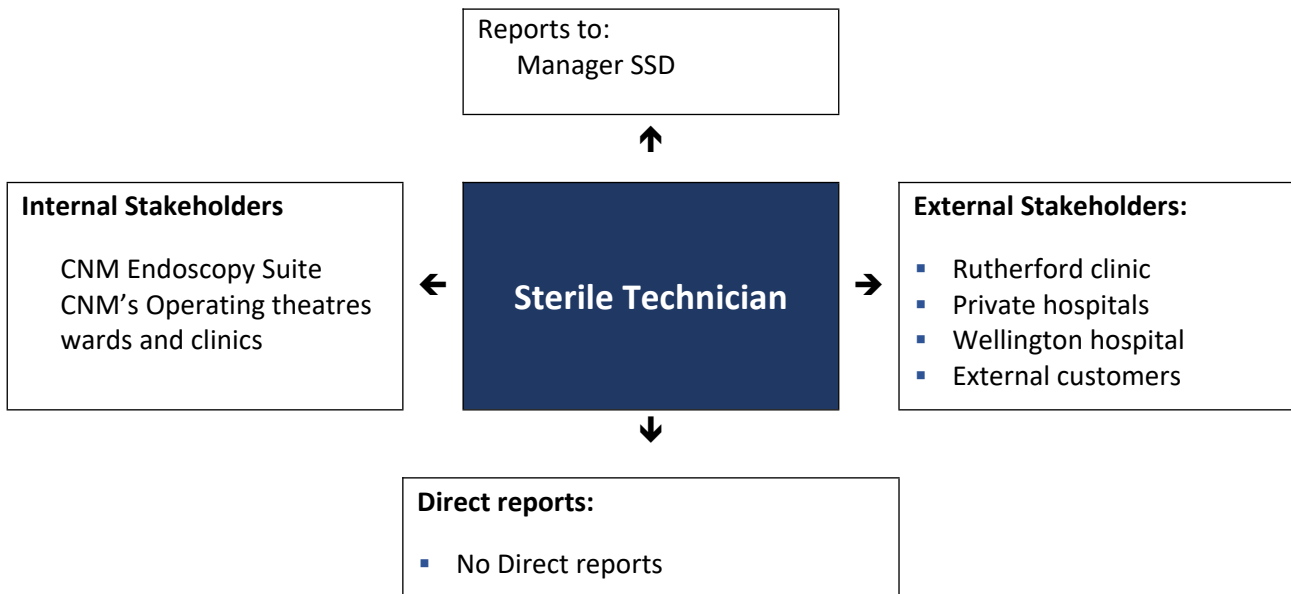 Reports to:
Manager SSD
🡩
Internal Stakeholders
CNM Endoscopy Suite
CNM’s Operating theatres
wards and clinics
🡨
Sterile Technician
🡪
External Stakeholders:
▪ Rutherford clinic
▪ Private hospitals
▪ Wellington hospital
▪ External customers
🡫
Direct reports:
▪ No Direct reports